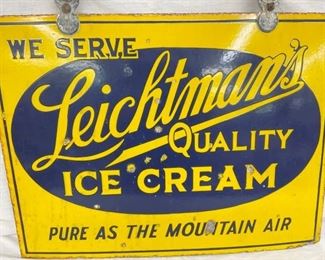 WE SERVE
Leichtman's
QUALITY
ICE CREAM
PURE AS THE MOUNTAIN AIR